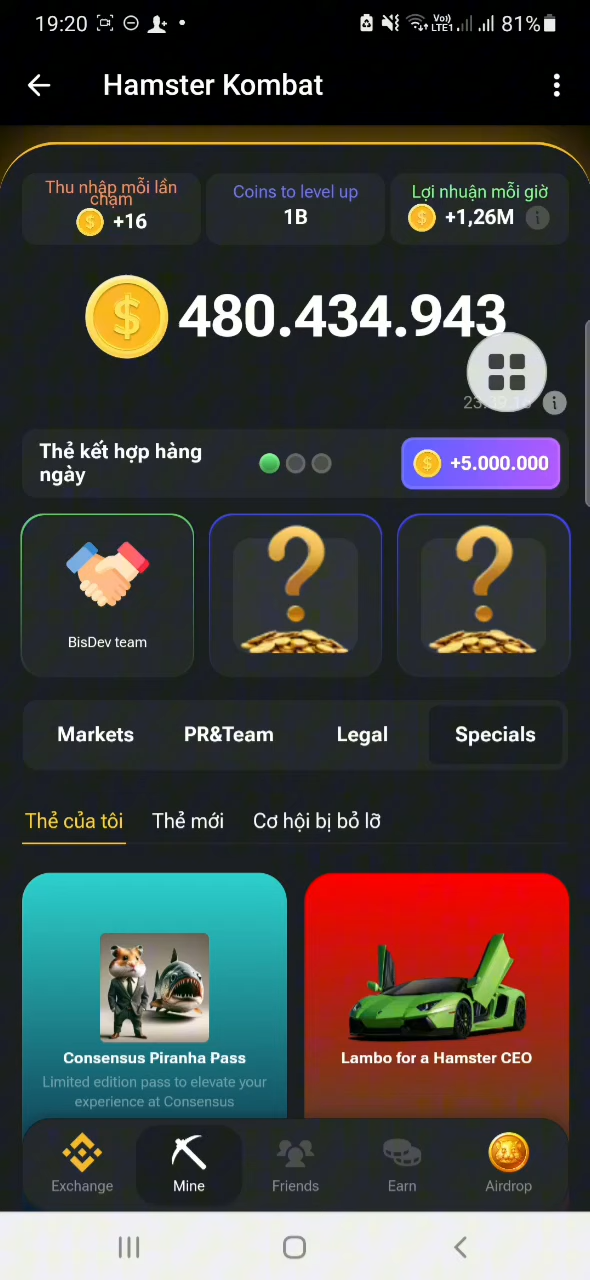 19:20
Vo))
LTE1
81%
Hamster Kombat
Thu nhập mỗi lần
chạm
+16
Coins to level up
1B
Lợi nhuận mỗi giờ
+1,26M
480.434.943
Thẻ kết hợp hàng
ngày
+5.000.000
BisDev team
Markets
PR&Team
Legal
Specials
Thẻ của tôi
Thẻ mới
Cơ hội bị bỏ lỡ
Consensus Piranha Pass
Limited edition pass to elevate your
experience at Consensus
Lambo for a Hamster CEO
Exchange
Mine
Friends
Earn
Airdrop